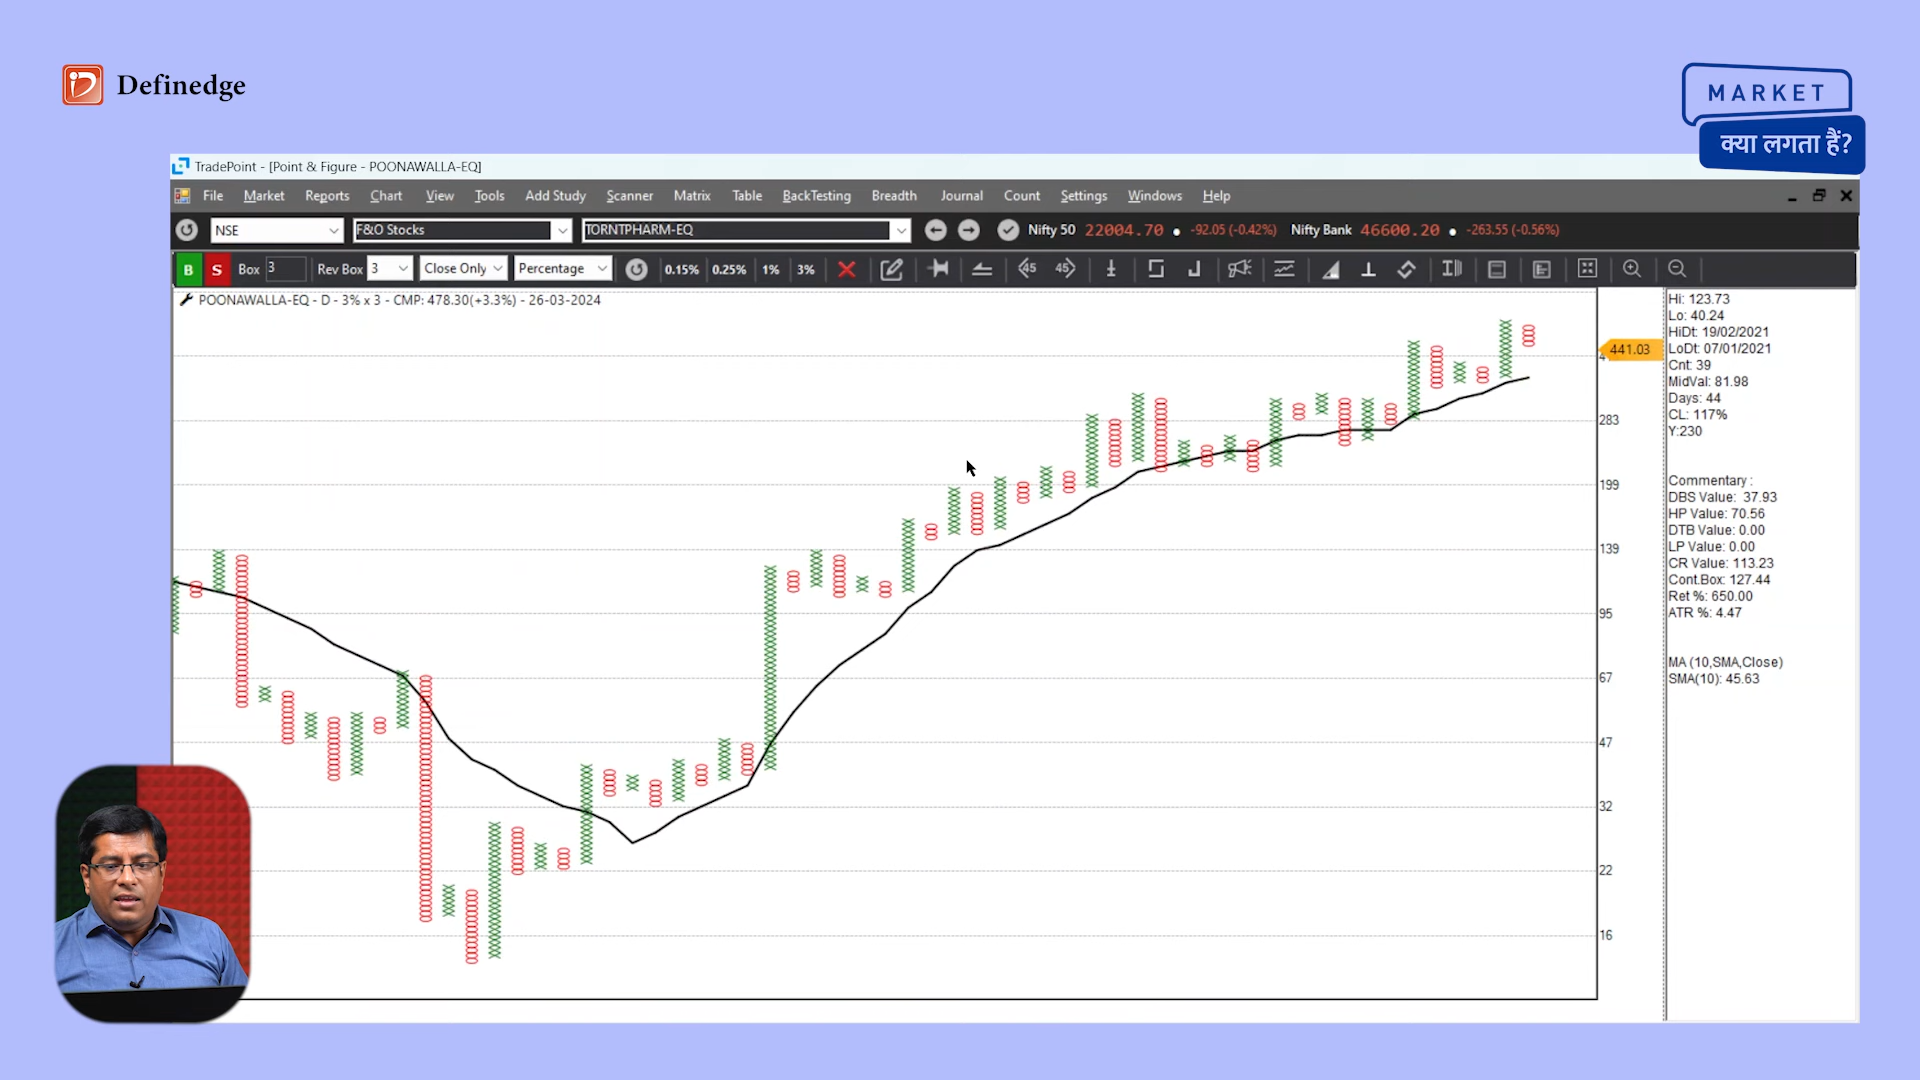 Definedge
MARKET
क्या लगता हैं?
TradePoint - [Point & Figure - POONAWALLA-EQ]
File Market Reports Chart View Tools Add Study Scanner Matrix Table BackTesting Breadth Journal Count Settings Windows Help
NSE F&O Stocks TORNTPHARM-EQ Nifty 50 22004.70 -92.05 (-0.42%) Nifty Bank 46600.20 -263.55 (-0.56%)
B S Box 3 Rev Box 3 Close Only Percentage 0.15% 0.25% 1% 3% 45 45
POONAWALLA-EQ - D - 3% x 3 - CMP: 478.30(+3.3%) - 26-03-2024
441.03
283
199
139
95
67
47
32
22
16
Hi: 123.73
Lo: 40.24
HiDt: 19/02/2021
LoDt: 07/01/2021
Cnt: 39
MidVal: 81.98
Days: 44
CL: 117%
Y:230
Commentary :
DBS Value: 37.93
HP Value: 70.56
DTB Value: 0.00
LP Value: 0.00
CR Value: 113.23
Cont.Box: 127.44
Ret %: 650.00
ATR %: 4.47
MA (10,SMA,Close)
SMA(10): 45.63